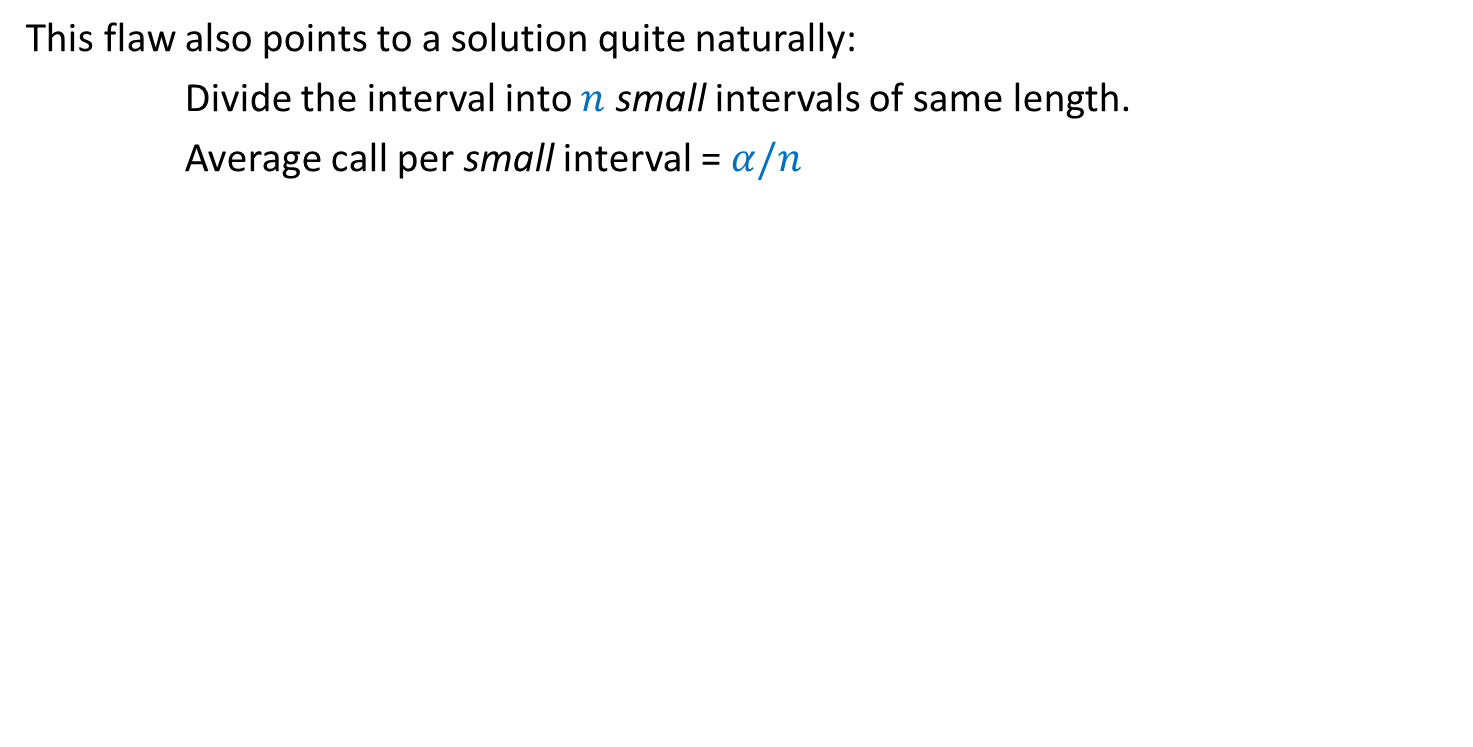 This flaw also points to a solution quite naturally:
Divide the interval into n small intervals of same length.
Average call per small interval = α/n